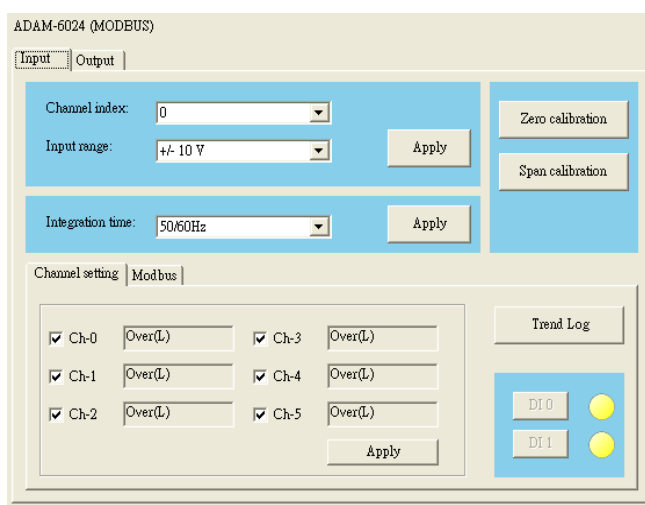 ADAM-6024 (MODBUS)
Input Output
Channel index: 0
Input range: +/- 10 V
Apply
Zero calibration
Span calibration
Integration time: 50/60Hz
Apply
Channel setting Modbus
Ch-0 Over(L) Ch-3 Over(L)
Ch-1 Over(L) Ch-4 Over(L)
Ch-2 Over(L) Ch-5 Over(L)
Apply
Trend Log
DI 0
DI 1